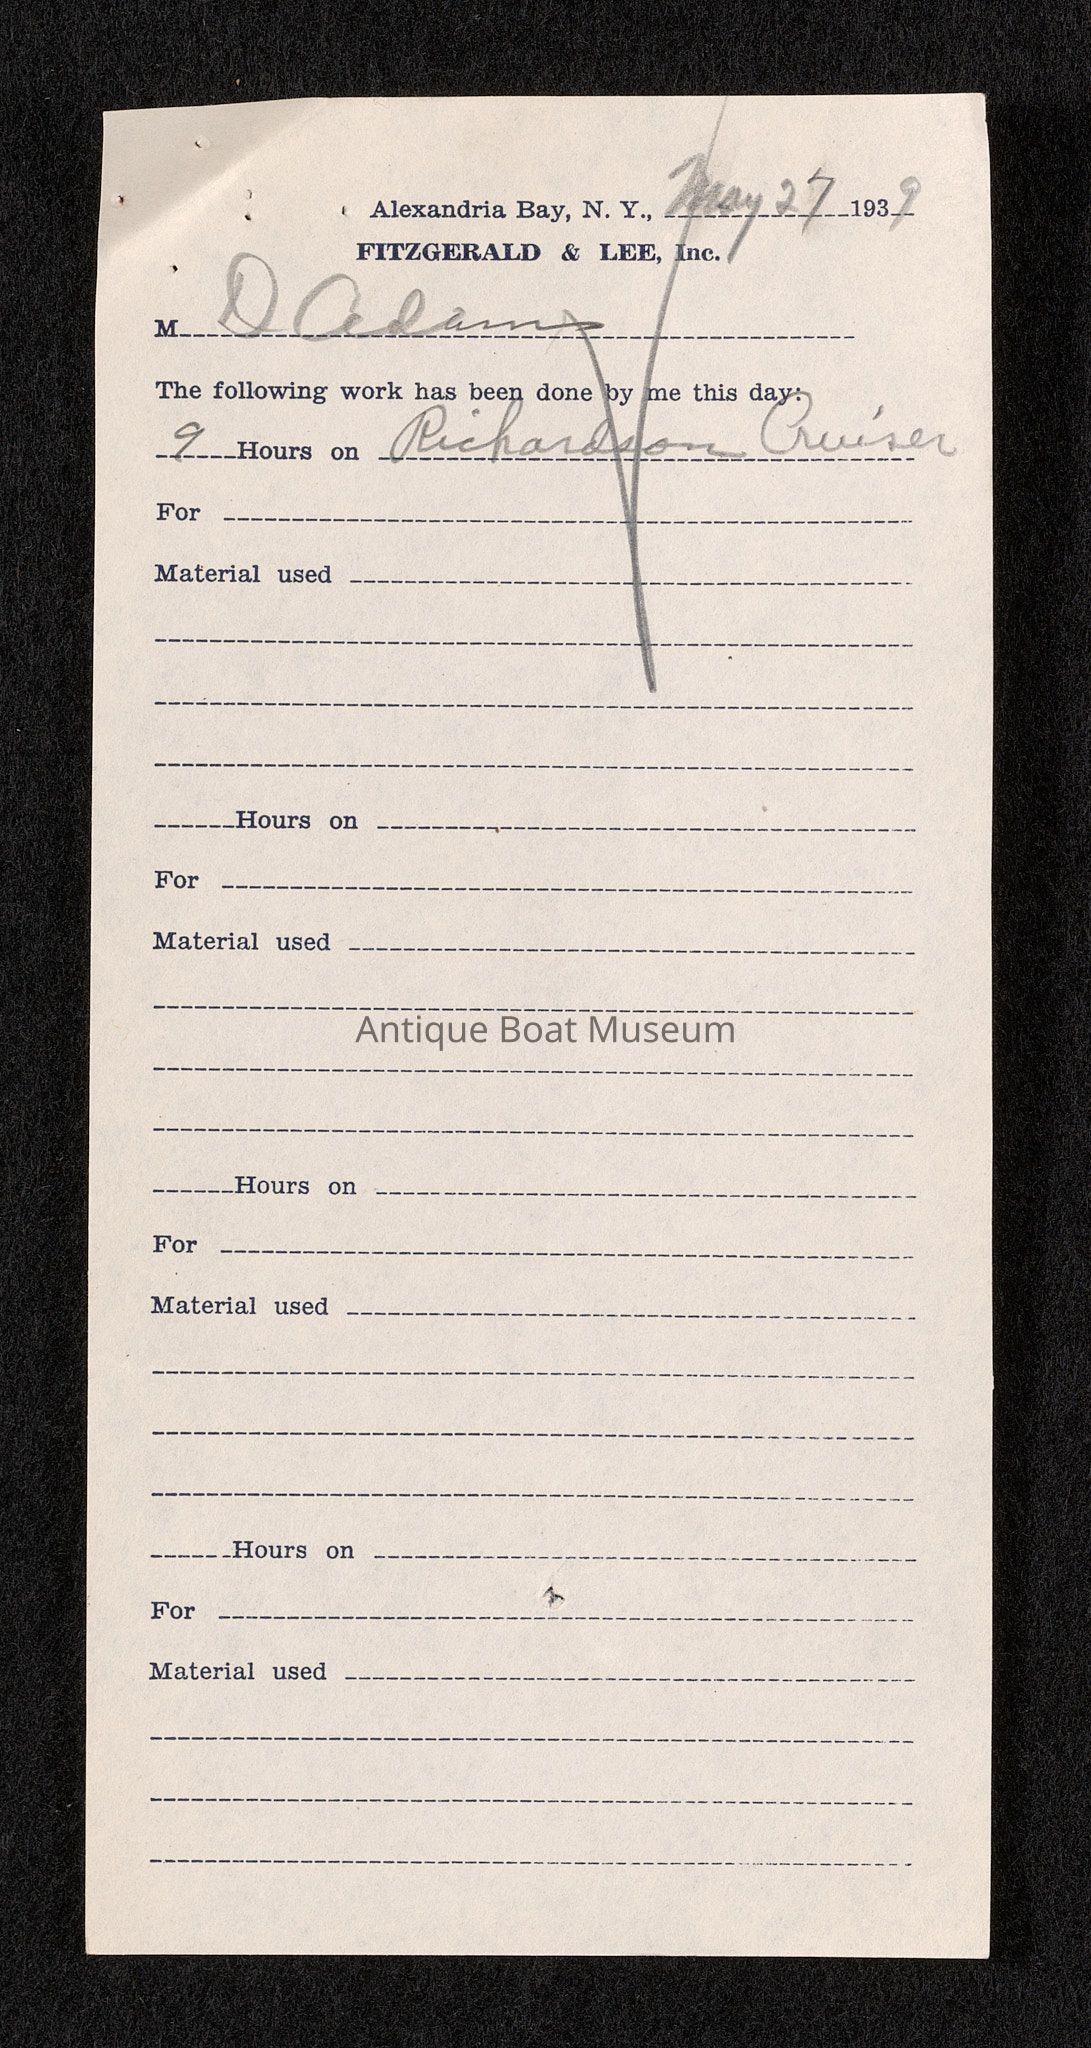 Alexandria Bay, N. Y., May 27 1939
FITZGERALD & LEE, Inc.
M D Adams
The following work has been done by me this day:
9 Hours on Richardson Cruiser
For
Material used
Hours on
For
Material used
Antique Boat Museum
Hours on
For
Material used
Hours on
For
Material used